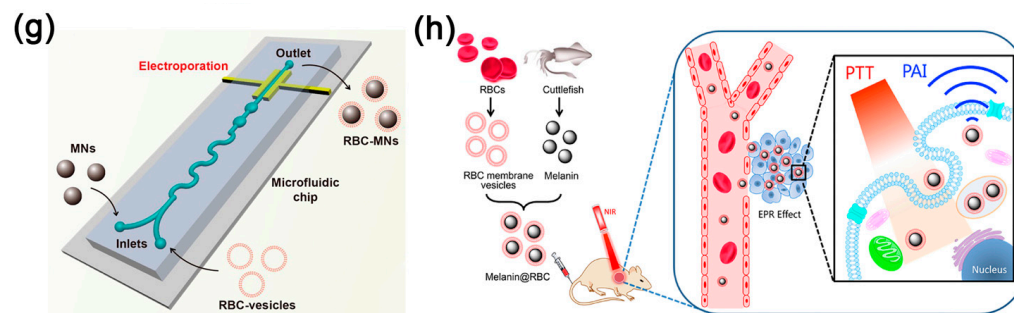 (g)
Outlet
Electroporation
RBC-MNs
MNs
Microfluidic
chip
Inlets
RBC-vesicles
(h)
RBCs
Cuttlefish
RBC membrane
vesicles
Melanin
NIR
Melanin@RBC
EPR Effect
PTT
PAI
Nucleus